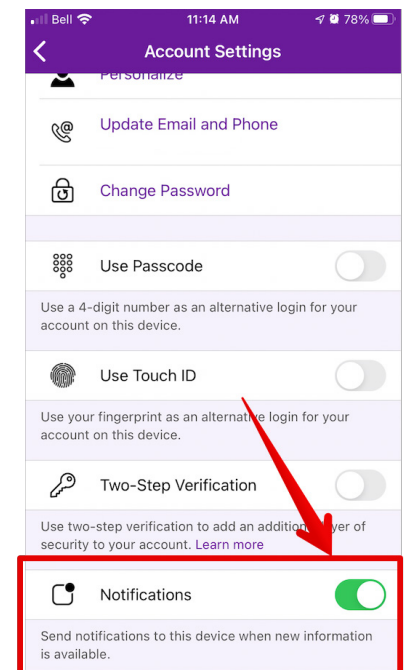 Bell 11:14 AM 78%
Account Settings
Personalize
Update Email and Phone
Change Password
Use Passcode
Use a 4-digit number as an alternative login for your
account on this device.
Use Touch ID
Use your fingerprint as an alternative login for your
account on this device.
Two-Step Verification
Use two-step verification to add an additional layer of
security to your account. Learn more
Notifications
Send notifications to this device when new information
is available.